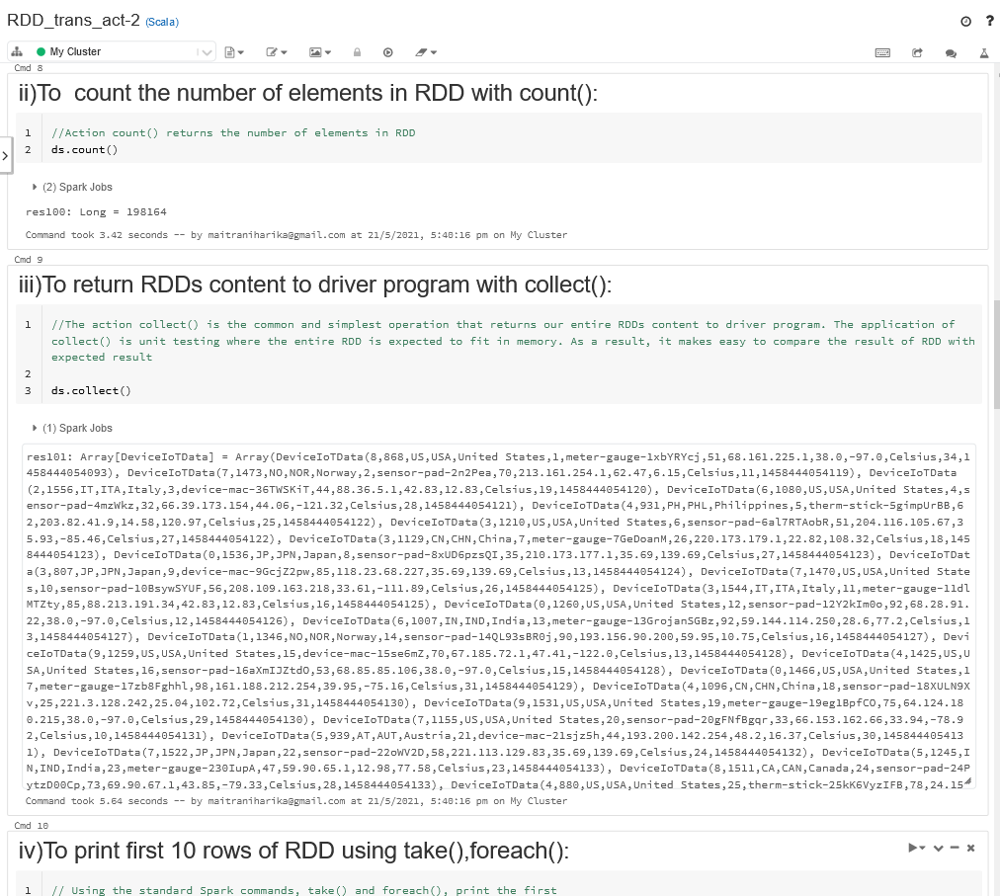 RDD_trans_act-2 (Scala)
My Cluster
Cmd 8
ii)To  count the number of elements in RDD with count():
1 //Action count() returns the number of elements in RDD
2 ds.count()
(2) Spark Jobs
res100: Long = 198164
Command took 3.42 seconds -- by maitraniharika@gmail.com at 21/5/2021, 5:40:16 pm on My Cluster
Cmd 9
iii)To return RDDs content to driver program with collect():
1 //The action collect() is the common and simplest operation that returns our entire RDDs content to driver program. The application of
collect() is unit testing where the entire RDD is expected to fit in memory. As a result, it makes easy to compare the result of RDD with
expected result
2
3 ds.collect()
(1) Spark Jobs
res101: Array[DeviceIoTData] = Array(DeviceIoTData(8,868,US,USA,United States,1,meter-gauge-1xbYRYcj,51,68.161.225.1,38.0,-97.0,Celsius,34,1
458444054093), DeviceIoTData(7,1473,NO,NOR,Norway,2,sensor-pad-2n2Pea,70,213.161.254.1,62.47,6.15,Celsius,11,1458444054119), DeviceIoTData
(2,1556,IT,ITA,Italy,3,device-mac-36TWSKiT,44,88.36.5.1,42.83,12.83,Celsius,19,1458444054120), DeviceIoTData(6,1080,US,USA,United States,4,s
ensor-pad-4mzWkz,32,66.39.173.154,44.06,-121.32,Celsius,28,1458444054121), DeviceIoTData(4,931,PH,PHL,Philippines,5,therm-stick-5gimpUrBB,6
2,203.82.41.9,14.58,120.97,Celsius,25,1458444054122), DeviceIoTData(3,1210,US,USA,United States,6,sensor-pad-6al7RTAobR,51,204.116.105.67,3
5.93,-85.46,Celsius,27,1458444054122), DeviceIoTData(3,1129,CN,CHN,China,7,meter-gauge-7GeDoanM,26,220.173.179.1,22.82,108.32,Celsius,18,145
8444054123), DeviceIoTData(0,1536,JP,JPN,Japan,8,sensor-pad-8xUD6pzsQI,35,210.173.177.1,35.69,139.69,Celsius,27,1458444054123), DeviceIoTDat
a(3,807,JP,JPN,Japan,9,device-mac-9GcjZ2pw,85,118.23.68.227,35.69,139.69,Celsius,13,1458444054124), DeviceIoTData(7,1470,US,USA,United State
s,10,sensor-pad-10BsywSYUF,56,208.109.163.218,33.61,-111.89,Celsius,26,1458444054125), DeviceIoTData(3,1544,IT,ITA,Italy,11,meter-gauge-11dl
MTZty,85,88.213.191.34,42.83,12.83,Celsius,16,1458444054125), DeviceIoTData(0,1260,US,USA,United States,12,sensor-pad-12Y2kIm0o,92,68.28.91.
22,38.0,-97.0,Celsius,12,1458444054126), DeviceIoTData(6,1007,IN,IND,India,13,meter-gauge-13GrojanSGBz,92,59.144.114.250,28.6,77.2,Celsius,1
3,1458444054127), DeviceIoTData(1,1346,NO,NOR,Norway,14,sensor-pad-14QL93sBR0j,90,193.156.90.200,59.95,10.75,Celsius,16,1458444054127), Devi
ceIoTData(9,1259,US,USA,United States,15,device-mac-15se6mZ,70,67.185.72.1,47.41,-122.0,Celsius,13,1458444054128), DeviceIoTData(4,1425,US,U
SA,United States,16,sensor-pad-16aXmIJZtdO,53,68.85.85.106,38.0,-97.0,Celsius,15,1458444054128), DeviceIoTData(0,1466,US,USA,United States,1
7,meter-gauge-17zb8Fghhl,98,161.188.212.254,39.95,-75.16,Celsius,31,1458444054129), DeviceIoTData(4,1096,CN,CHN,China,18,sensor-pad-18XULN9X
v,25,221.3.128.242,25.04,102.72,Celsius,31,1458444054130), DeviceIoTData(9,1531,US,USA,United States,19,meter-gauge-19eg1BpfCO,75,64.124.18
0.215,38.0,-97.0,Celsius,29,1458444054130), DeviceIoTData(7,1155,US,USA,United States,20,sensor-pad-20gFNfBgqr,33,66.153.162.66,33.94,-78.9
2,Celsius,10,1458444054131), DeviceIoTData(5,939,AT,AUT,Austria,21,device-mac-21sjz5h,44,193.200.142.254,48.2,16.37,Celsius,30,145844405413
1), DeviceIoTData(7,1522,JP,JPN,Japan,22,sensor-pad-22oWV2D,58,221.113.129.83,35.69,139.69,Celsius,24,1458444054132), DeviceIoTData(5,1245,I
N,IND,India,23,meter-gauge-230IupA,47,59.90.65.1,12.98,77.58,Celsius,23,1458444054133), DeviceIoTData(8,1511,CA,CAN,Canada,24,sensor-pad-24P
ytzD00Cp,73,69.90.67.1,43.85,-79.33,Celsius,28,1458444054133), DeviceIoTData(4,880,US,USA,United States,25,therm-stick-25kK6VyzIFB,78,24.15
Command took 5.64 seconds -- by maitraniharika@gmail.com at 21/5/2021, 5:40:16 pm on My Cluster
Cmd 10
iv)To print first 10 rows of RDD using take(),foreach():
1 // Using the standard Spark commands, take() and foreach(), print the first